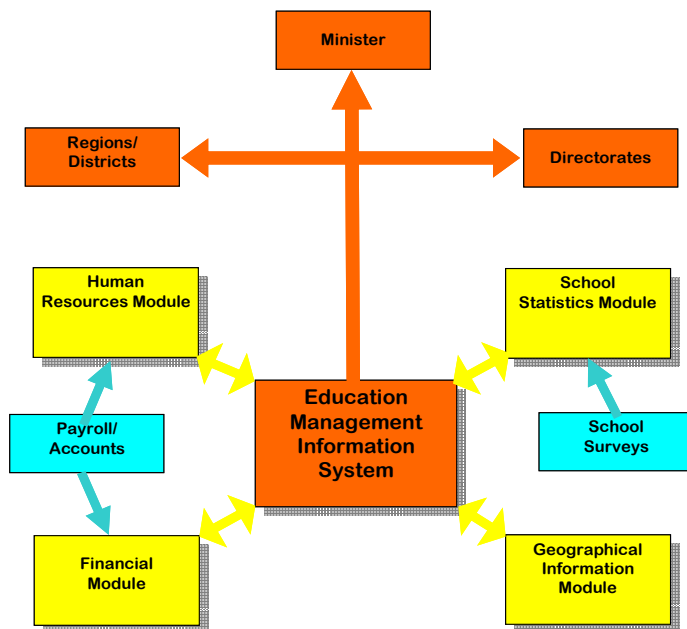 Minister
Regions/
Districts
Directorates
Human
Resources Module
School
Statistics Module
Education
Management
Information
System
Payroll/
Accounts
School
Surveys
Financial
Module
Geographical
Information
Module